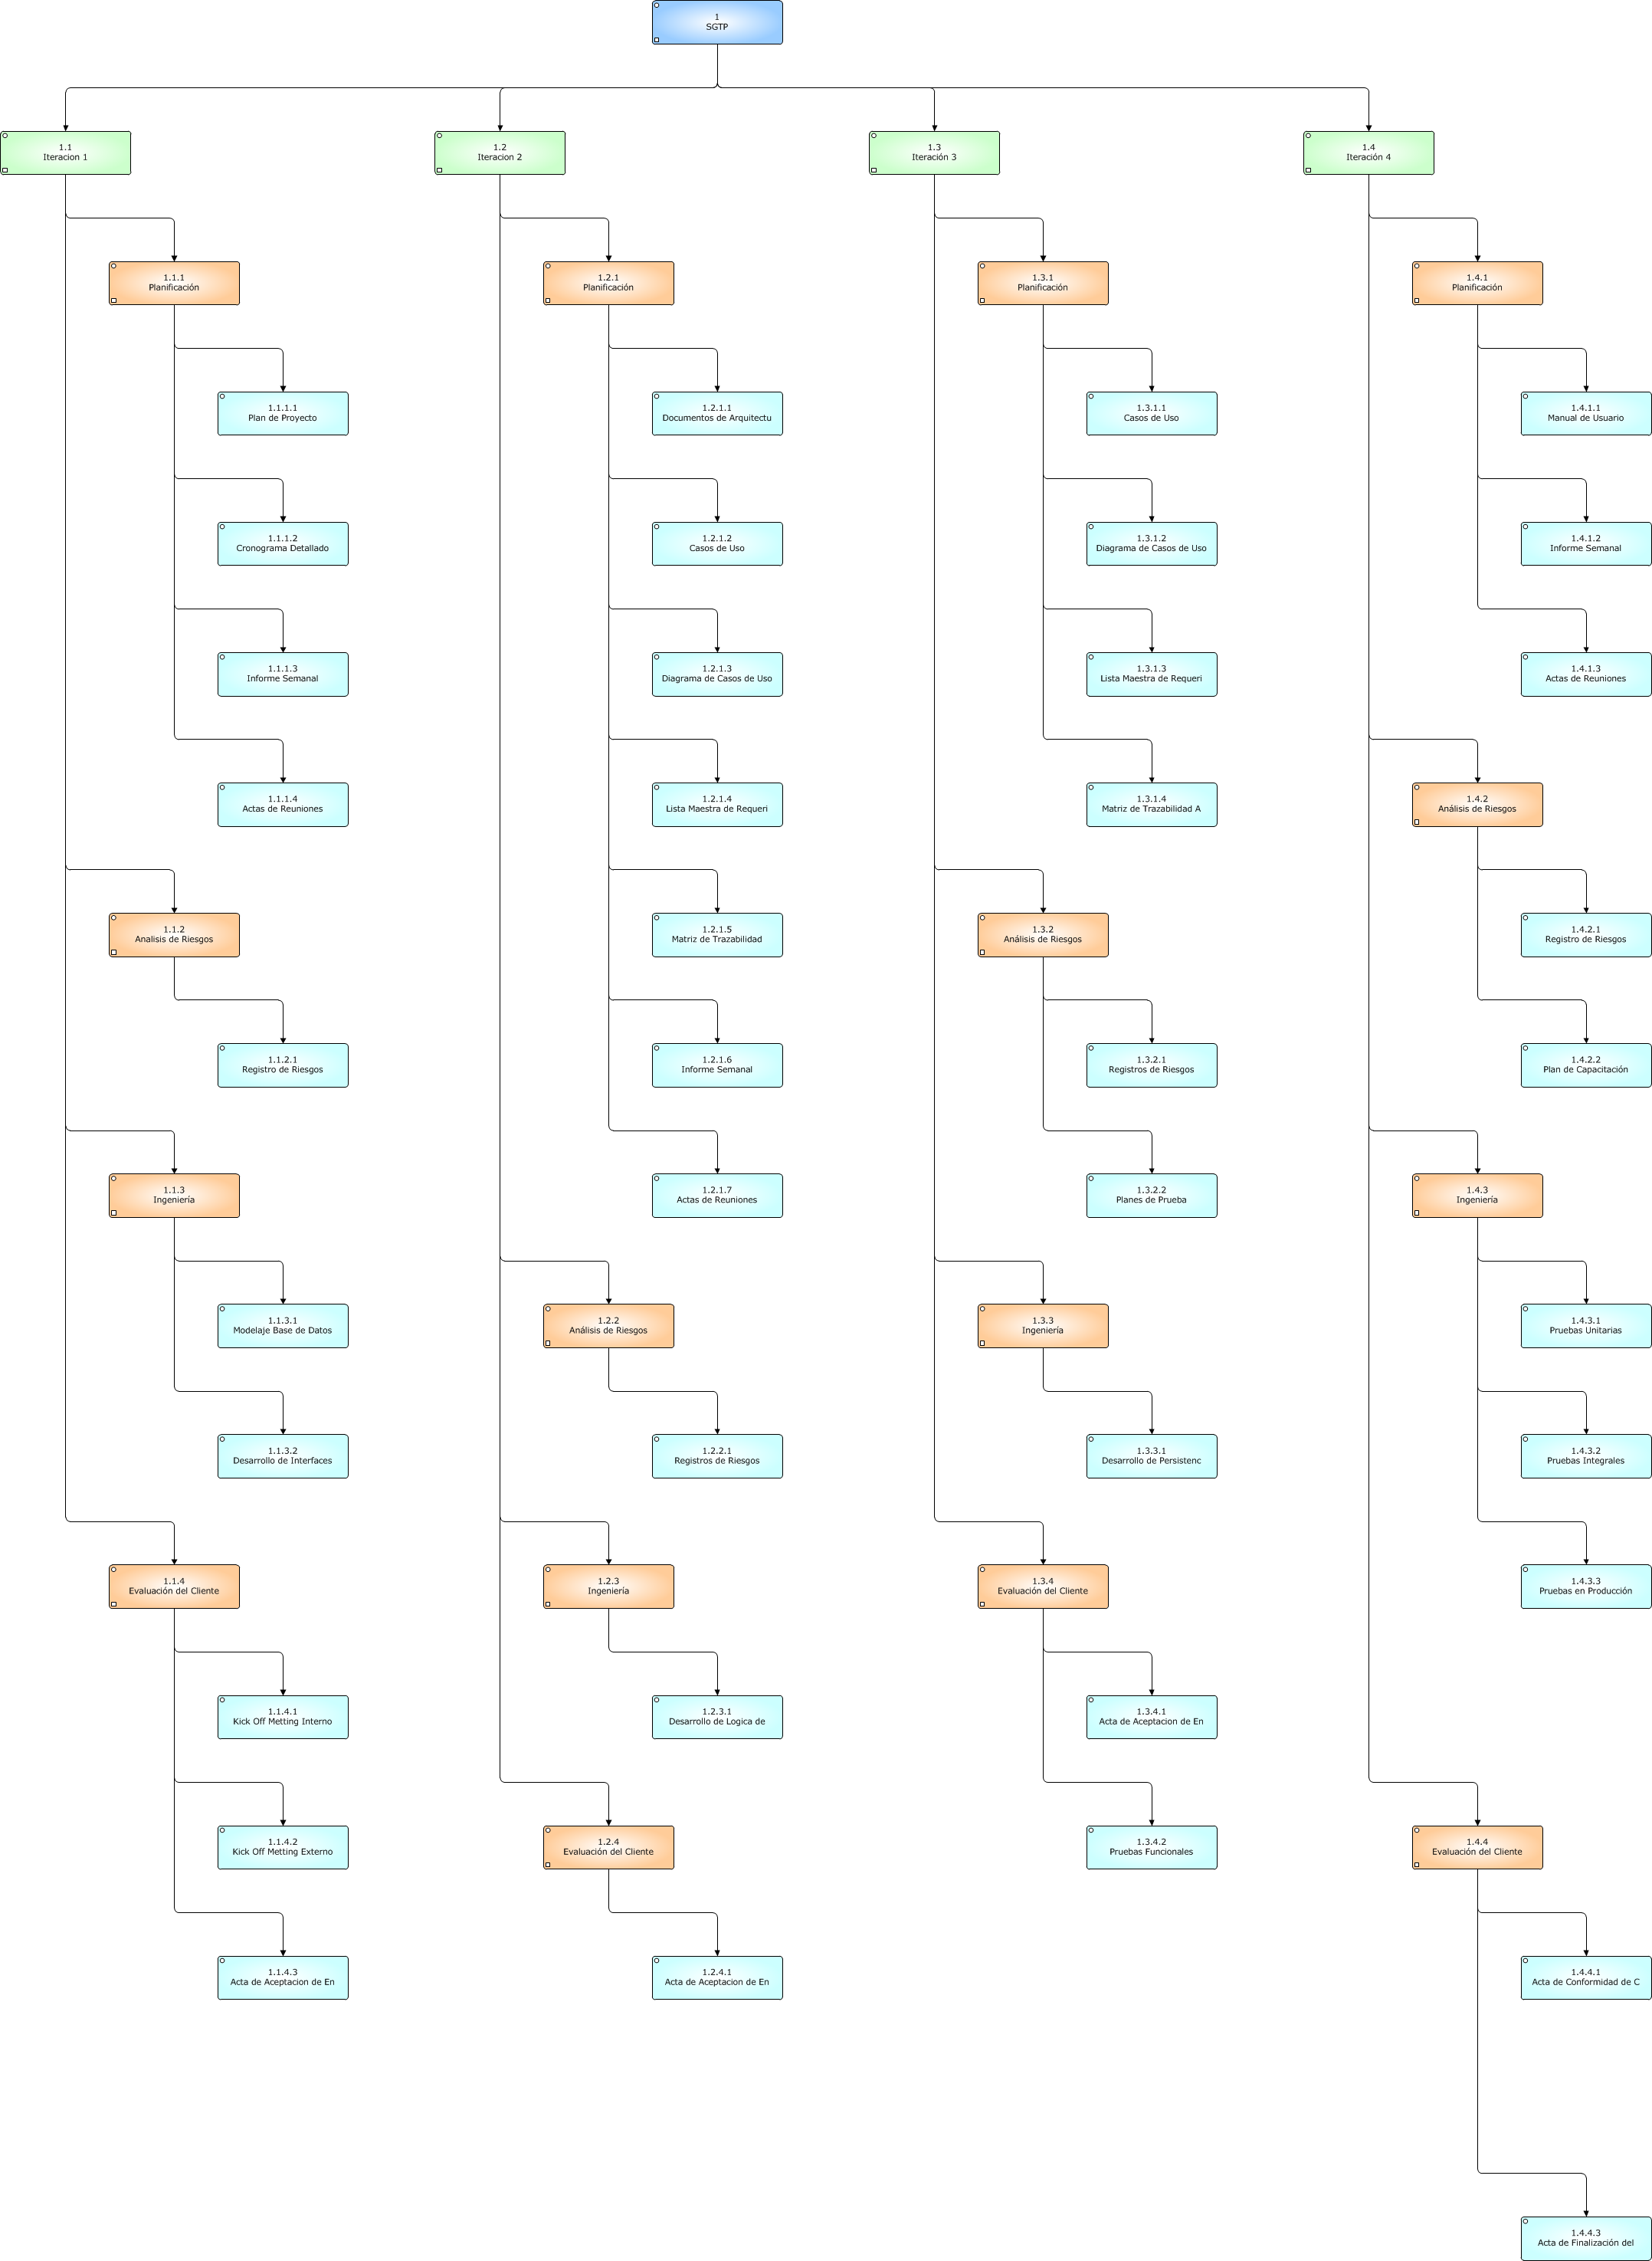 1
SGTP
1.1
Iteracion 1
1.1.1
Planificación
1.1.1.1
Plan de Proyecto
1.1.1.2
Cronograma Detallado
1.1.1.3
Informe Semanal
1.1.1.4
Actas de Reuniones
1.1.2
Analisis de Riesgos
1.1.2.1
Registro de Riesgos
1.1.3
Ingeniería
1.1.3.1
Modelaje Base de Datos
1.1.3.2
Desarrollo de Interfaces
1.1.4
Evaluación del Cliente
1.1.4.1
Kick Off Metting Interno
1.1.4.2
Kick Off Metting Externo
1.1.4.3
Acta de Aceptacion de En
1.2
Iteracion 2
1.2.1
Planificación
1.2.1.1
Documentos de Arquitectu
1.2.1.2
Casos de Uso
1.2.1.3
Diagrama de Casos de Uso
1.2.1.4
Lista Maestra de Requeri
1.2.1.5
Matriz de Trazabilidad
1.2.1.6
Informe Semanal
1.2.1.7
Actas de Reuniones
1.2.2
Análisis de Riesgos
1.2.2.1
Registros de Riesgos
1.2.3
Ingeniería
1.2.3.1
Desarrollo de Logica de
1.2.4
Evaluación del Cliente
1.2.4.1
Acta de Aceptacion de En
1.3
Iteración 3
1.3.1
Planificación
1.3.1.1
Casos de Uso
1.3.1.2
Diagrama de Casos de Uso
1.3.1.3
Lista Maestra de Requeri
1.3.1.4
Matriz de Trazabilidad A
1.3.2
Análisis de Riesgos
1.3.2.1
Registros de Riesgos
1.3.2.2
Planes de Prueba
1.3.3
Ingeniería
1.3.3.1
Desarrollo de Persistenc
1.3.4
Evaluación del Cliente
1.3.4.1
Acta de Aceptacion de En
1.3.4.2
Pruebas Funcionales
1.4
Iteración 4
1.4.1
Planificación
1.4.1.1
Manual de Usuario
1.4.1.2
Informe Semanal
1.4.1.3
Actas de Reuniones
1.4.2
Análisis de Riesgos
1.4.2.1
Registro de Riesgos
1.4.2.2
Plan de Capacitación
1.4.3
Ingeniería
1.4.3.1
Pruebas Unitarias
1.4.3.2
Pruebas Integrales
1.4.3.3
Pruebas en Producción
1.4.4
Evaluación del Cliente
1.4.4.1
Acta de Conformidad de C
1.4.4.3
Acta de Finalización del